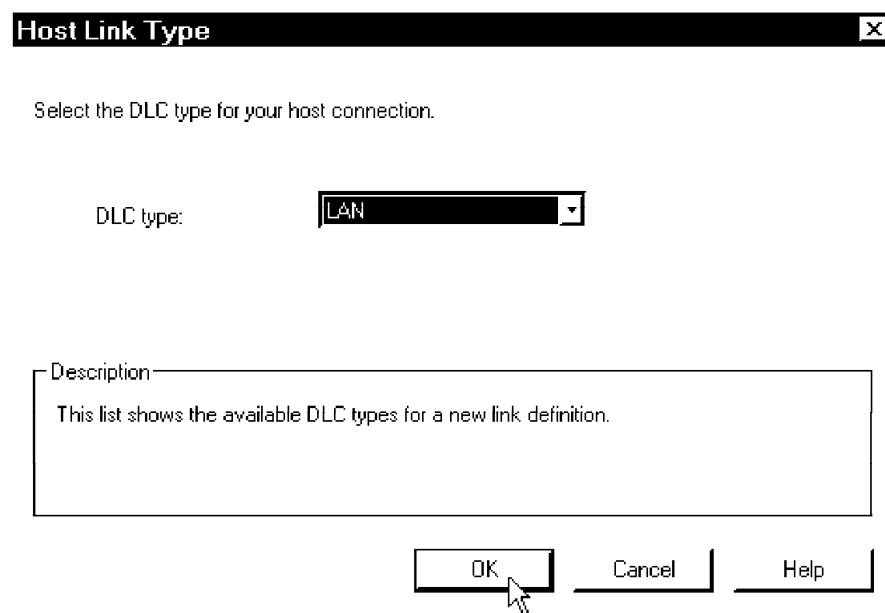 Host Link Type
Select the DLC type for your host connection.
DLC type:
LAN
Description
This list shows the available DLC types for a new link definition.
OK
Cancel
Help